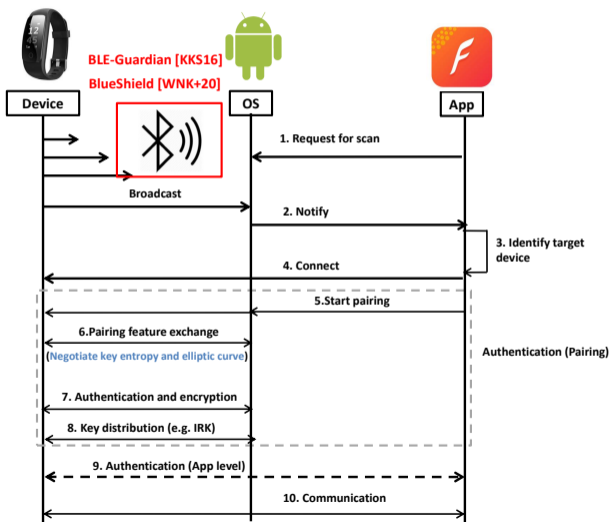 BLE-Guardian [KKS16]
BlueShield [WNK+20]
Device
OS
App
1. Request for scan
Broadcast
2. Notify
3. Identify target
device
4. Connect
5.Start pairing
6.Pairing feature exchange
(Negotiate key entropy and elliptic curve)
Authentication (Pairing)
7. Authentication and encryption
8. Key distribution (e.g. IRK)
9. Authentication (App level)
10. Communication